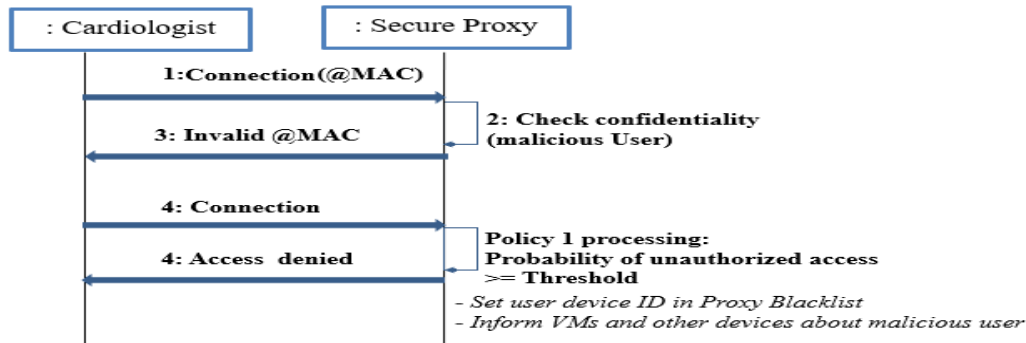 : Cardiologist
: Secure Proxy
1:Connection(@MAC)
2: Check confidentiality
(malicious User)
3: Invalid @MAC
4: Connection
Policy 1 processing:
Probability of unauthorized access
>= Threshold
4: Access denied
- Set user device ID in Proxy Blacklist
- Inform VMs and other devices about malicious user